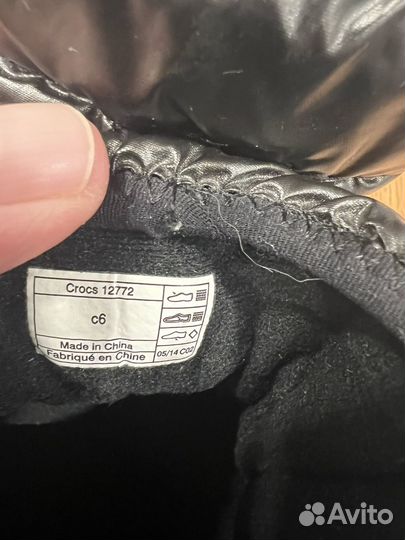 Crocs 12772
c6
Made in China
Fabriqué en Chine
05/14 C02
Avito